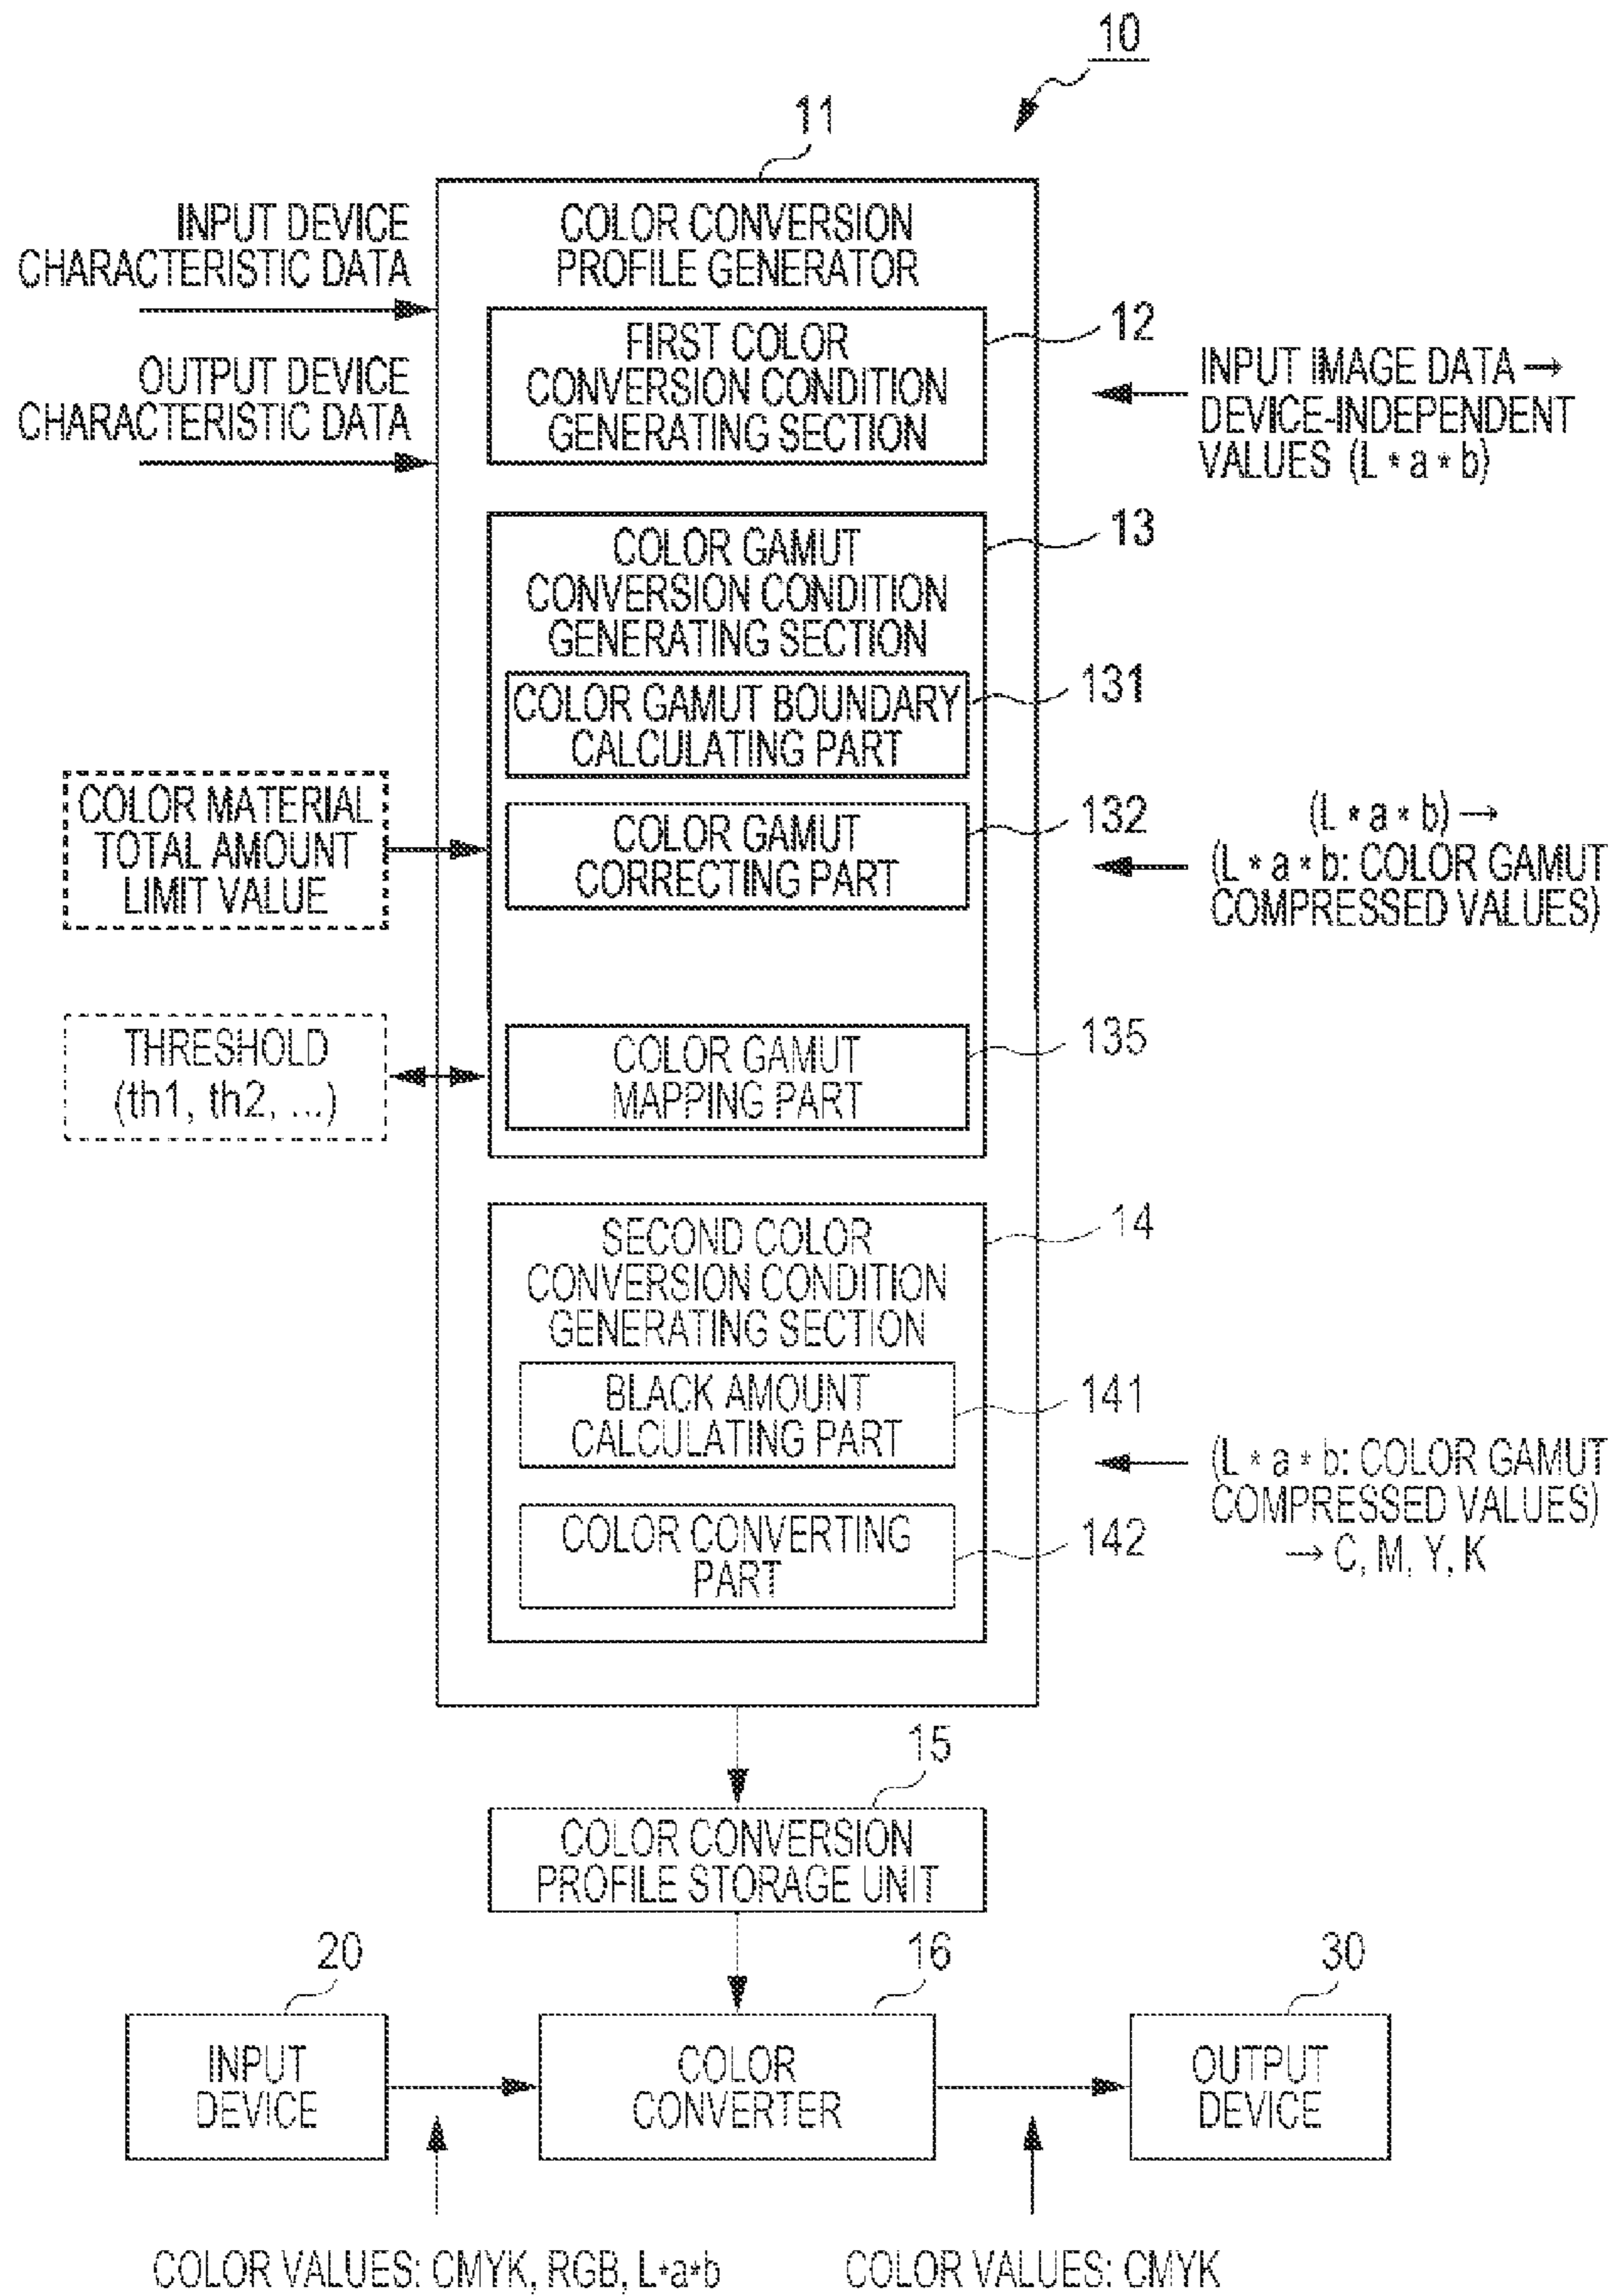 10
11
INPUT DEVICE
CHARACTERISTIC DATA
OUTPUT DEVICE
CHARACTERISTIC DATA
COLOR CONVERSION
PROFILE GENERATOR
FIRST COLOR
CONVERSION CONDITION
GENERATING SECTION
12
INPUT IMAGE DATA →
DEVICE-INDEPENDENT
VALUES (L * a * b)
COLOR GAMUT
CONVERSION CONDITION
GENERATING SECTION
13
COLOR GAMUT BOUNDARY
CALCULATING PART
131
COLOR MATERIAL
TOTAL AMOUNT
LIMIT VALUE
COLOR GAMUT
CORRECTING PART
132
(L * a * b) →
(L * a * b: COLOR GAMUT
COMPRESSED VALUES)
THRESHOLD
(th1, th2, ...)
COLOR GAMUT
MAPPING PART
135
SECOND COLOR
CONVERSION CONDITION
GENERATING SECTION
14
BLACK AMOUNT
CALCULATING PART
141
COLOR CONVERTING
PART
142
(L * a * b: COLOR GAMUT
COMPRESSED VALUES)
→ C, M, Y, K
15
COLOR CONVERSION
PROFILE STORAGE UNIT
20
INPUT
DEVICE
16
COLOR
CONVERTER
30
OUTPUT
DEVICE
COLOR VALUES: CMYK, RGB, L*a*b
COLOR VALUES: CMYK